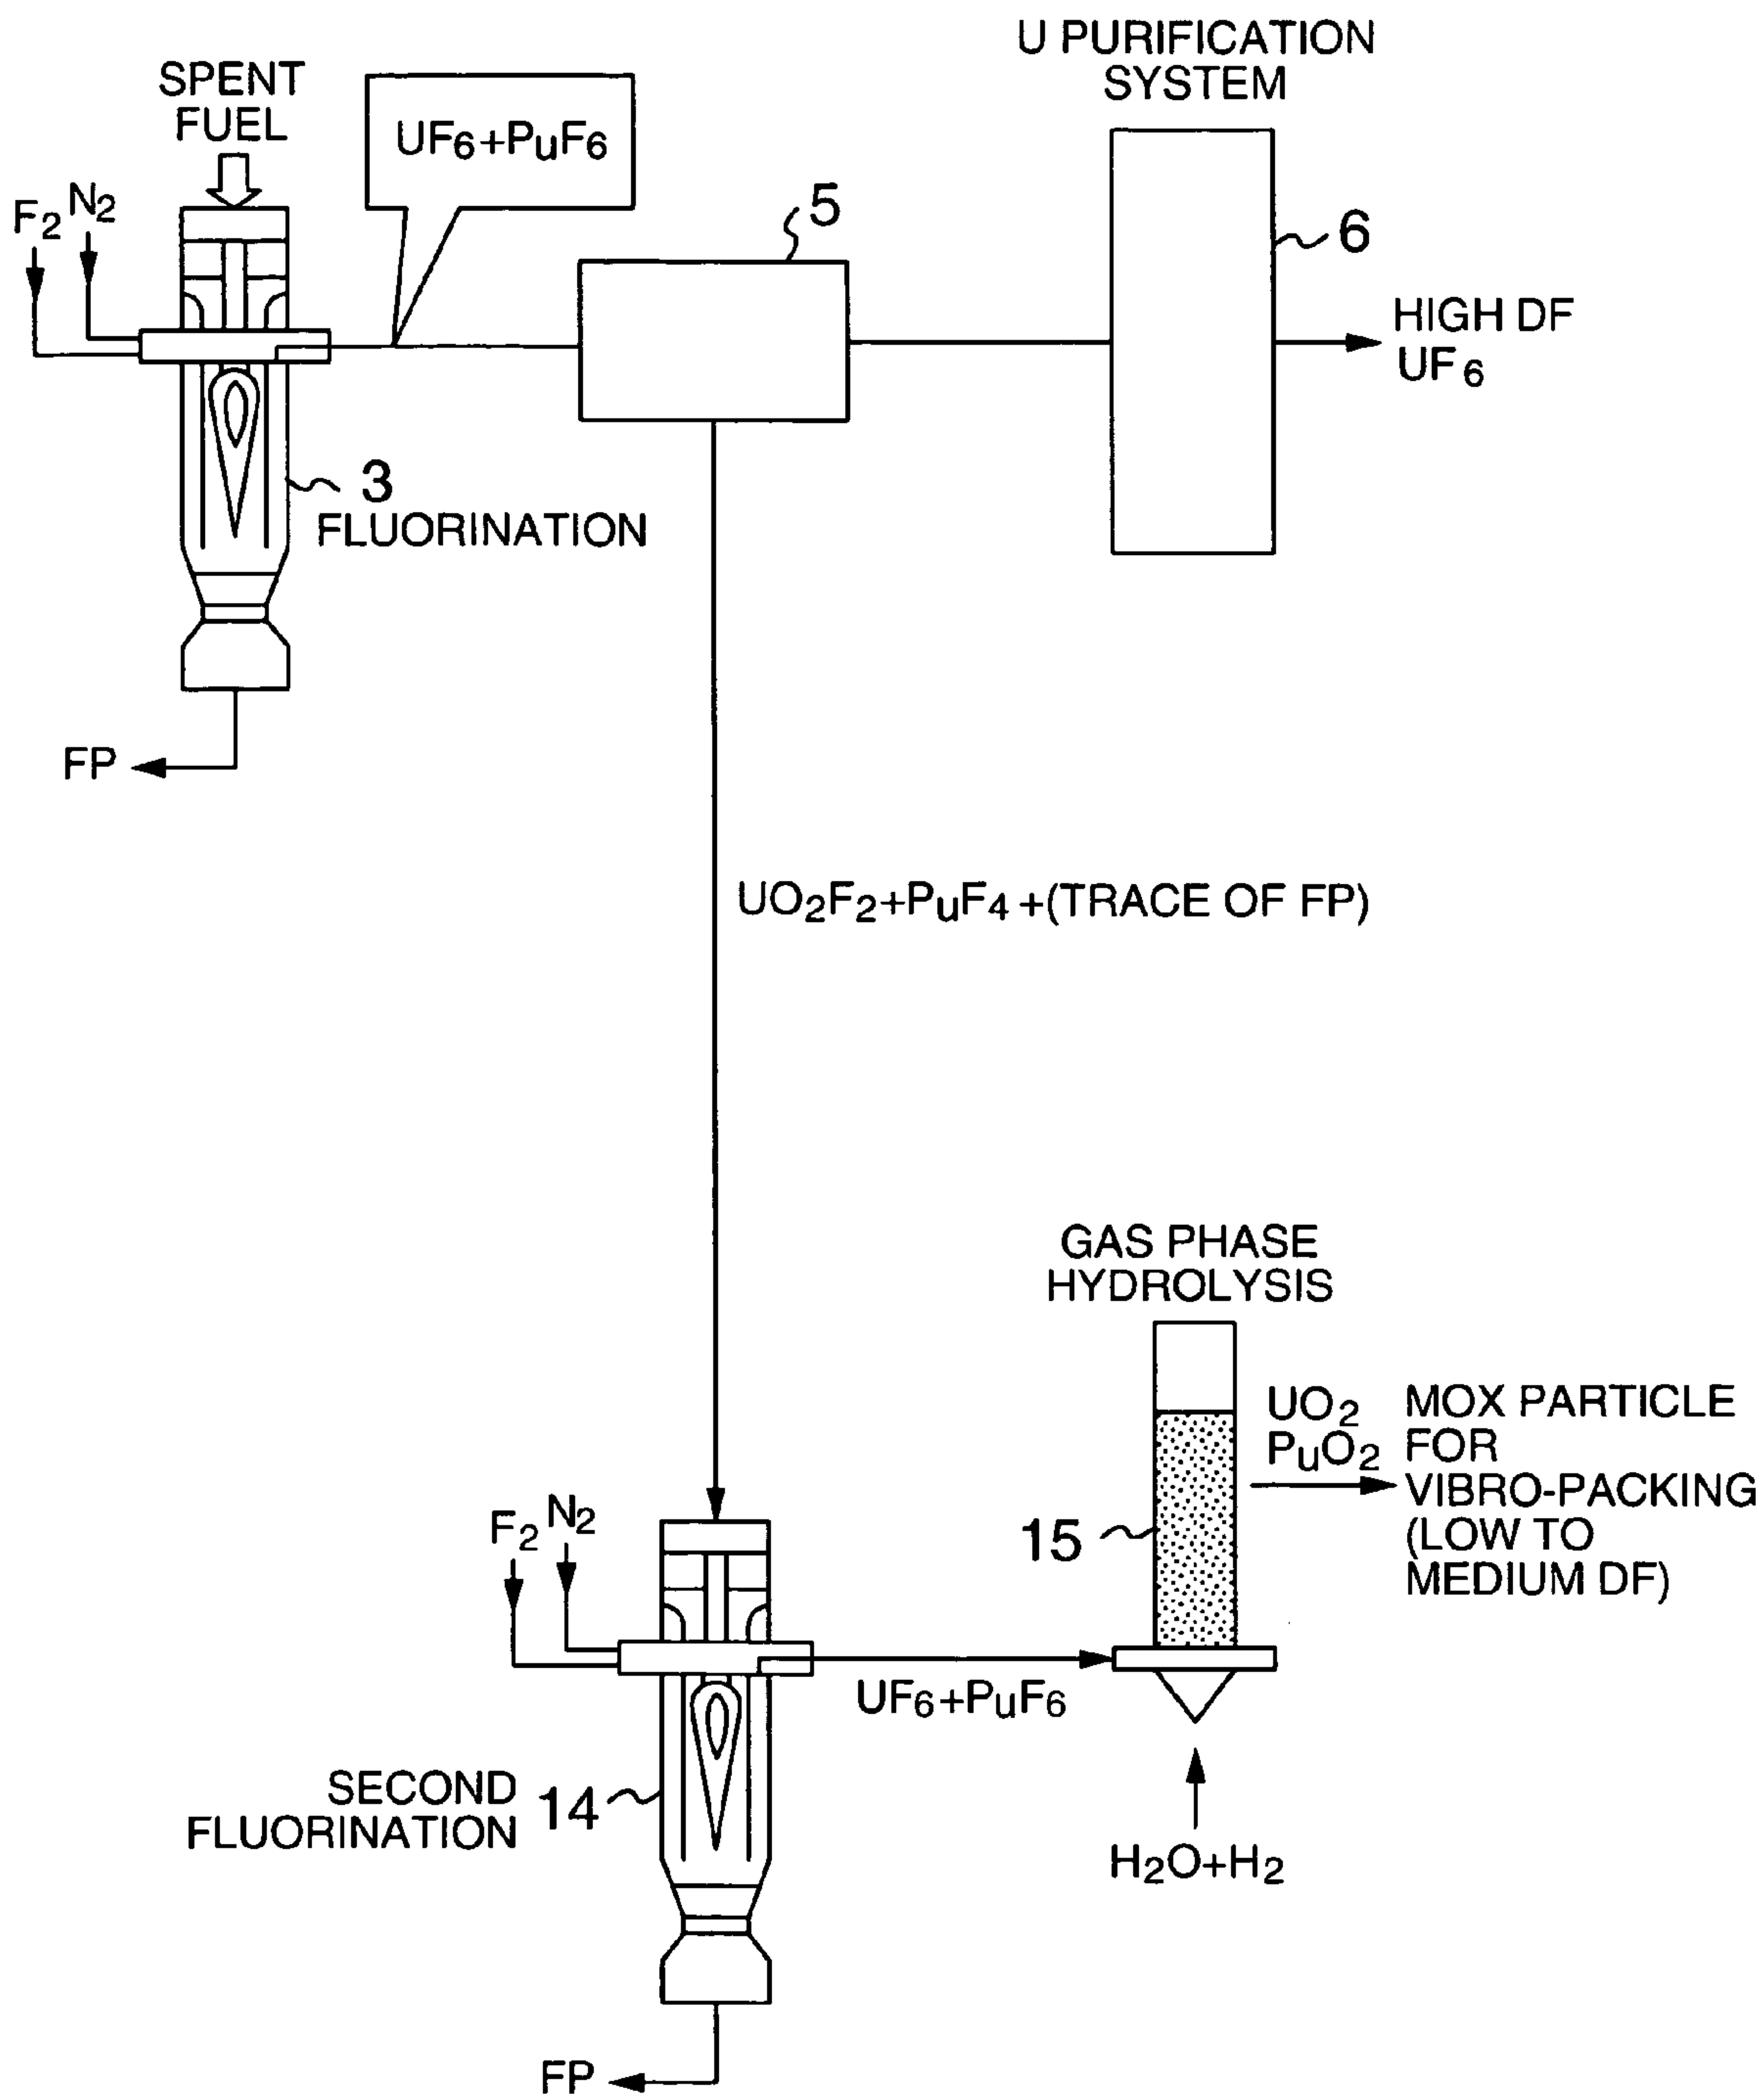 U PURIFICATION
SYSTEM
SPENT
FUEL
UF6+PuF6
F2 N2
5
6
HIGH DF
UF6
3
FLUORINATION
FP
UO2F2+PuF4+(TRACE OF FP)
GAS PHASE
HYDROLYSIS
UO2
PuO2
MOX PARTICLE
FOR
VIBRO-PACKING
(LOW TO
MEDIUM DF)
15
F2 N2
UF6+PuF6
SECOND
FLUORINATION
14
H2O+H2
FP